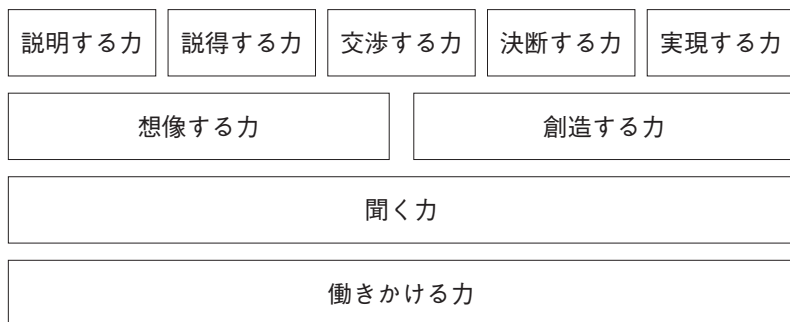 説明する力 説得する力 交渉する力 決断する力 実現する力
想像する力 創造する力
聞く力
働きかける力